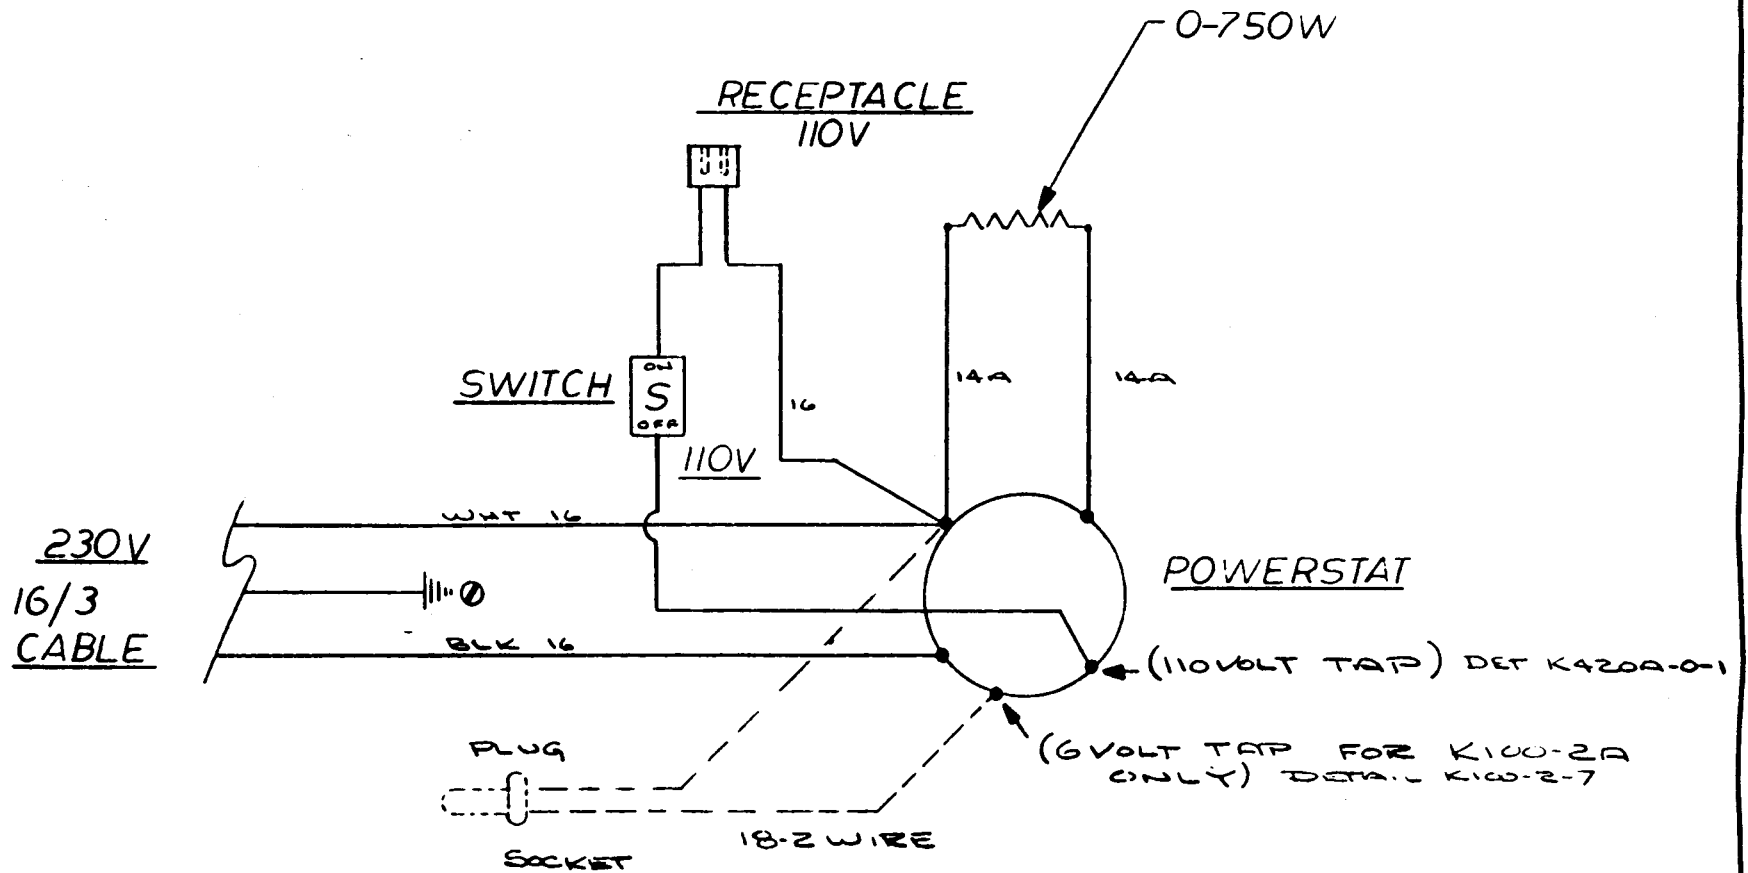 0-750W
RECEPTACLE
110V
SWITCH
ON
S
OFF
16
14A
14A
110V
230V
16/3
CABLE
WHT 16
BLK 16
POWERSTAT
(110VOLT TAP) DET K420A-0-1
(6 VOLT TAP FOR K100-2A
ONLY) DETAIL K100-2-7
PLUG
18-2 WIRE
SOCKET